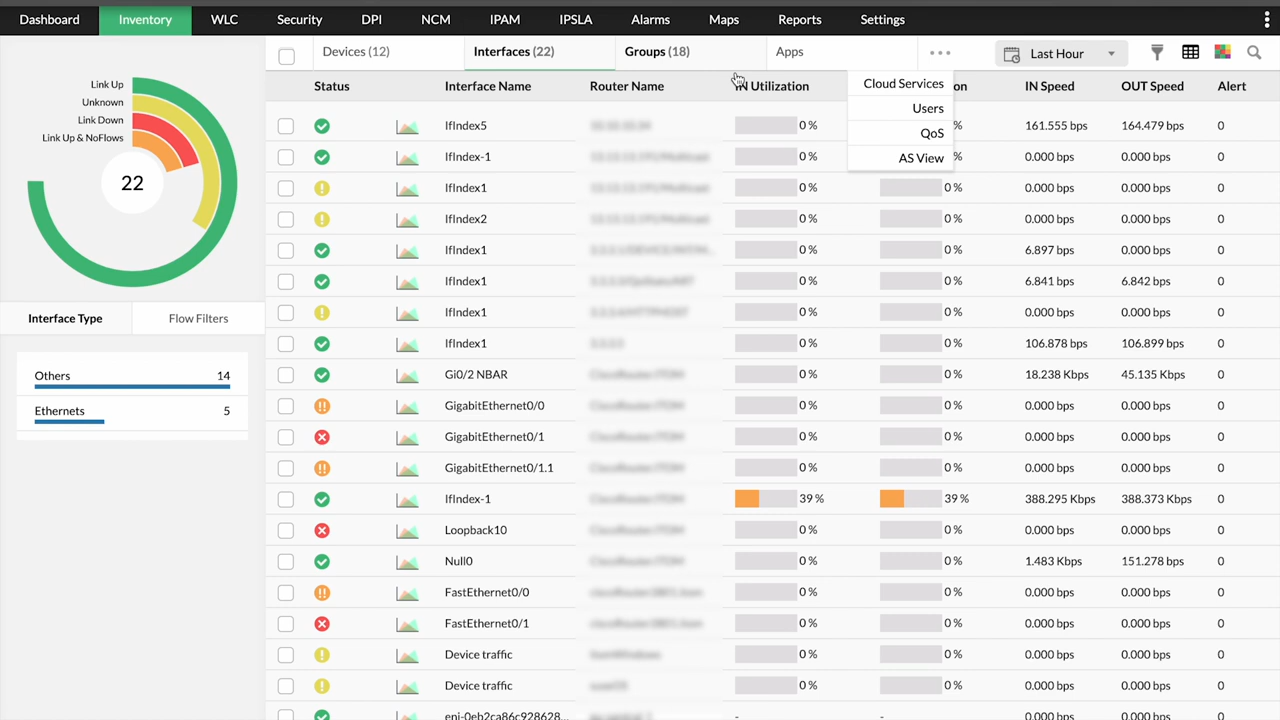 Dashboard Inventory WLC Security DPI NCM IPAM IPSLA Alarms Maps Reports Settings
Devices (12) Interfaces (22) Groups (18) Apps Last Hour
Link Up
Unknown
Link Down
Link Up & NoFlows
22
Interface Type Flow Filters
Others 14
Ethernets 5
Cloud Services
Users
QoS
AS View
Status Interface Name Router Name IN Utilization on IN Speed OUT Speed Alert
IfIndex5 0 % % 161.555 bps 164.479 bps 0
IfIndex-1 0 % % 0.000 bps 0.000 bps 0
IfIndex1 0 % 0 % 0.000 bps 0.000 bps 0
IfIndex2 0 % 0 % 0.000 bps 0.000 bps 0
IfIndex1 0 % 0 % 6.897 bps 0.000 bps 0
IfIndex1 0 % 0 % 6.841 bps 6.842 bps 0
IfIndex1 0 % 0 % 0.000 bps 0.000 bps 0
IfIndex1 0 % 0 % 106.878 bps 106.899 bps 0
Gi0/2 NBAR 0 % 0 % 18.238 Kbps 45.135 Kbps 0
GigabitEthernet0/0 0 % 0 % 0.000 bps 0.000 bps 0
GigabitEthernet0/1 0 % 0 % 0.000 bps 0.000 bps 0
GigabitEthernet0/1.1 0 % 0 % 0.000 bps 0.000 bps 0
IfIndex-1 39 % 39 % 388.295 Kbps 388.373 Kbps 0
Loopback10 0 % 0 % 0.000 bps 0.000 bps 0
Null0 0 % 0 % 1.483 Kbps 151.278 bps 0
FastEthernet0/0 0 % 0 % 0.000 bps 0.000 bps 0
FastEthernet0/1 0 % 0 % 0.000 bps 0.000 bps 0
Device traffic 0 % 0 % 0.000 bps 0.000 bps 0
Device traffic 0 % 0 % 0.000 bps 0.000 bps 0
eni-0eb2ca86c928628... - - 0.000 bps 0.000 bps 0